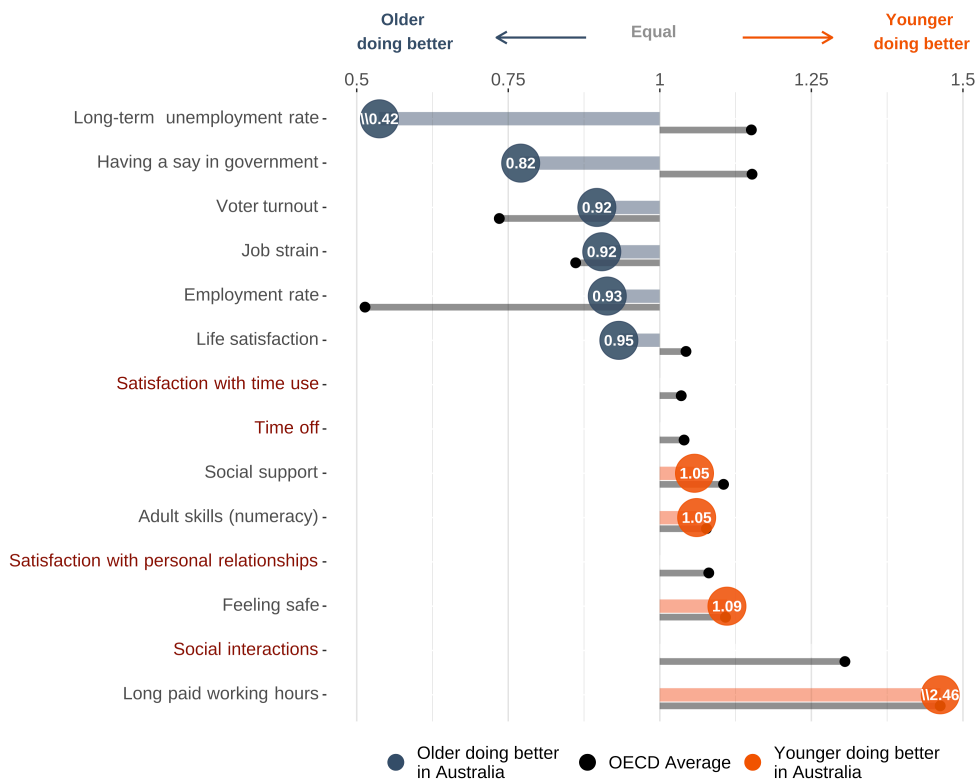 Older
doing better
Equal
Younger
doing better
0.5 0.75 1 1.25 1.5
Long-term unemployment rate
\\0.42
Having a say in government
0.82
Voter turnout
0.92
Job strain
0.92
Employment rate
0.93
Life satisfaction
0.95
Satisfaction with time use
Time off
Social support
1.05
Adult skills (numeracy)
1.05
Satisfaction with personal relationships
Feeling safe
1.09
Social interactions
Long paid working hours
\\2.46
Older doing better
in Australia
OECD Average
Younger doing better
in Australia